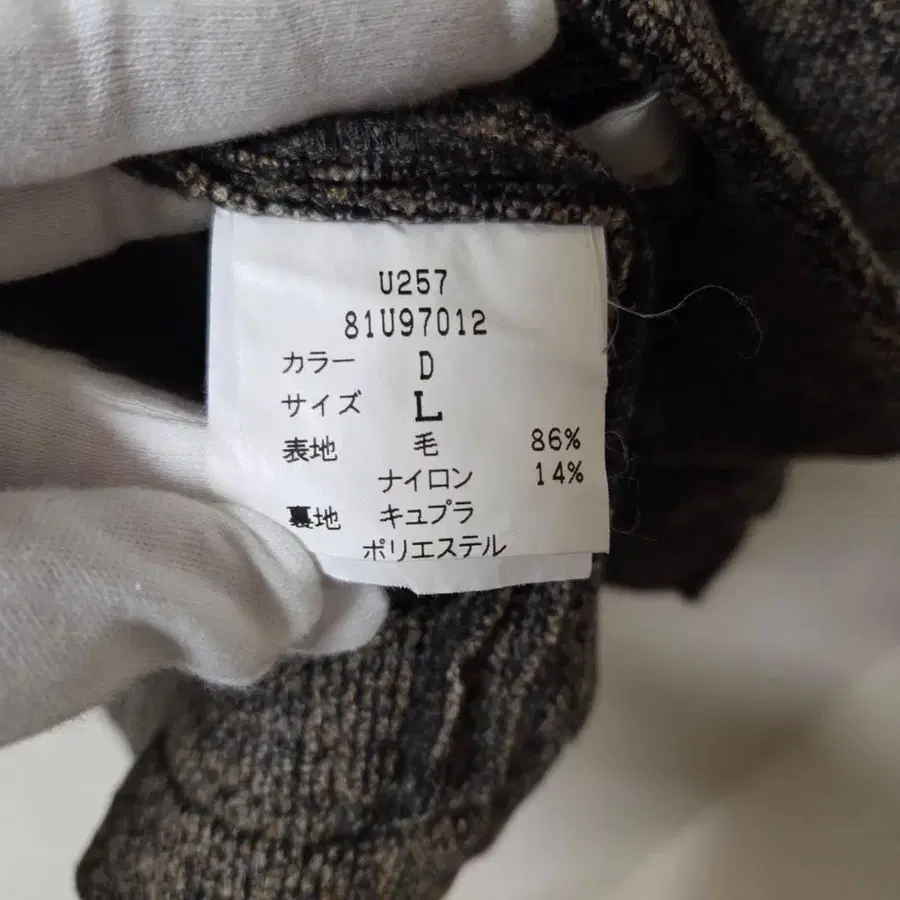 U257
81U97012
カラー D
サイズ L
表地 毛 86%
ナイロン 14%
裏地 キュプラ
ポリエステル